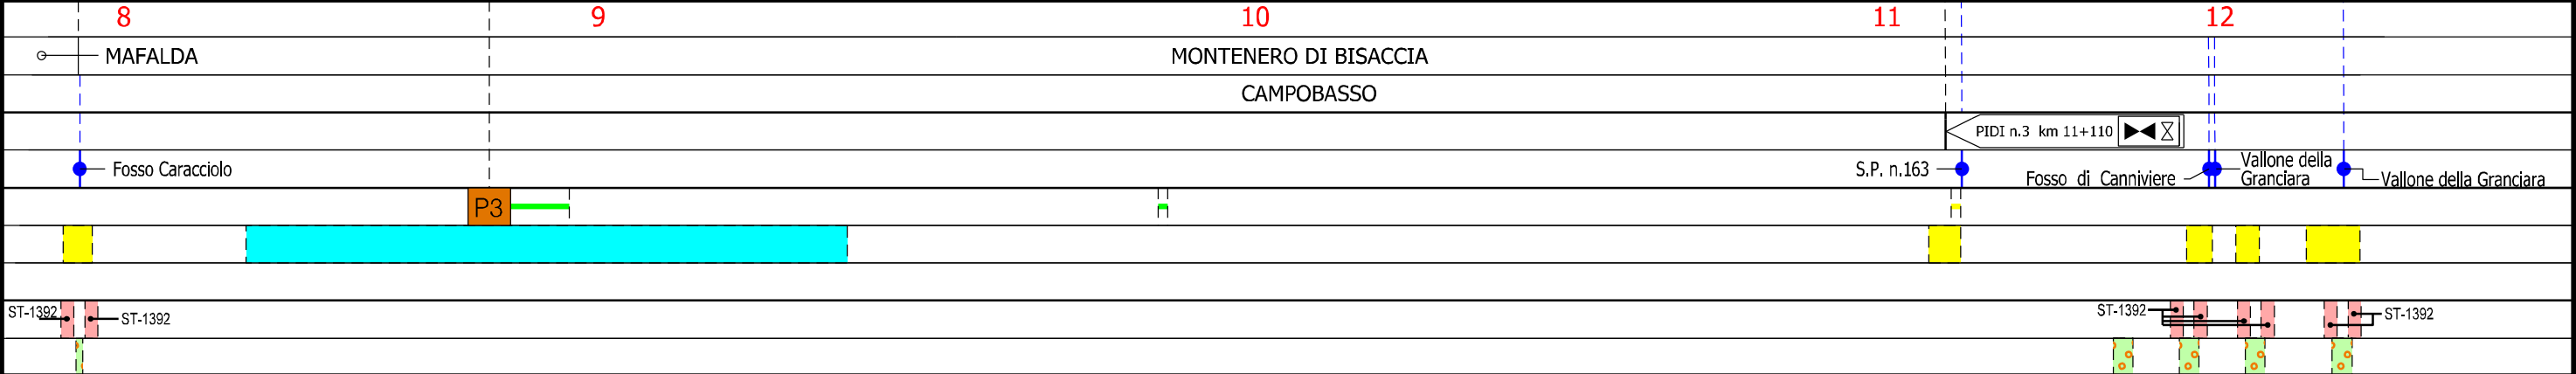 8 9 10 11 12
MAFALDA MONTENERO DI BISACCIA
CAMPOBASSO
PIDI n.3 km 11+110
Fosso Caracciolo S.P. n.163 Fosso di Canniviere Vallone della
Granciara Vallone della Granciara
P3
ST-1392 ST-1392 ST-1392 ST-1392